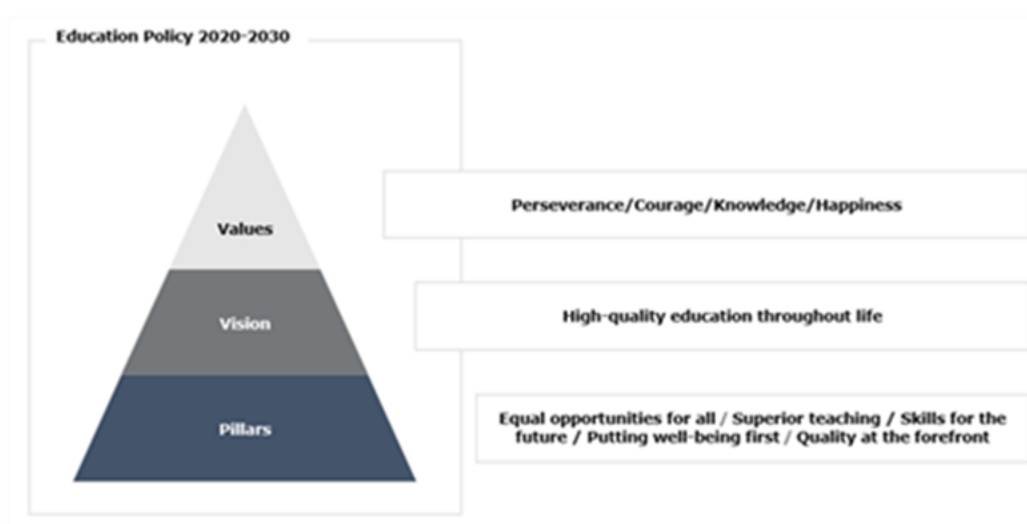 Education Policy 2020-2030
Values
Perseverance/Courage/Knowledge/Happiness
Vision
High-quality education throughout life
Pillars
Equal opportunities for all / Superior teaching / Skills for the
future / Putting well-being first / Quality at the forefront